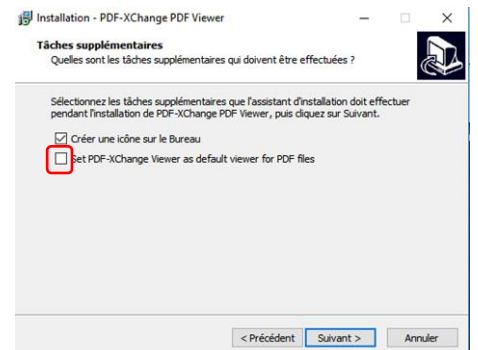 Installation - PDF-XChange PDF Viewer
Tâches supplémentaires
Quelles sont les tâches supplémentaires qui doivent être effectuées ?
Sélectionnez les tâches supplémentaires que l'assistant d'installation doit effectuer
pendant l'installation de PDF-XChange PDF Viewer, puis cliquez sur Suivant.
Créer une icône sur le Bureau
Set PDF-XChange Viewer as default viewer for PDF files
< Précédent Suivant > Annuler